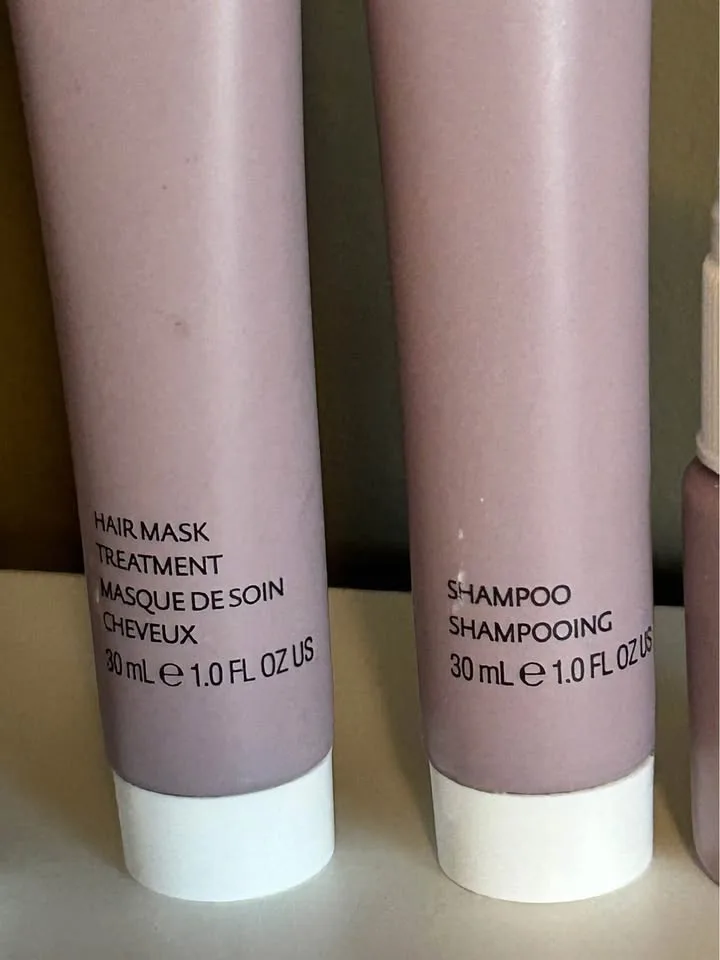 HAIR MASK
TREATMENT
MASQUE DE SOIN
CHEVEUX
30 mL e 1.0 FL OZ US
SHAMPOO
SHAMPOOING
30 mL e 1.0 FL OZ US